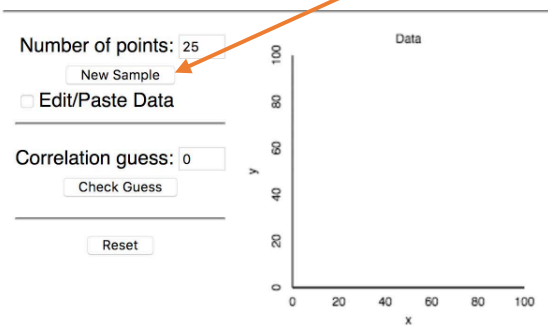 Number of points: 25
New Sample
Edit/Paste Data
Correlation guess: 0
Check Guess
Reset
Data
100
80
60
40
20
0
y
0 20 40 60 80 100
x